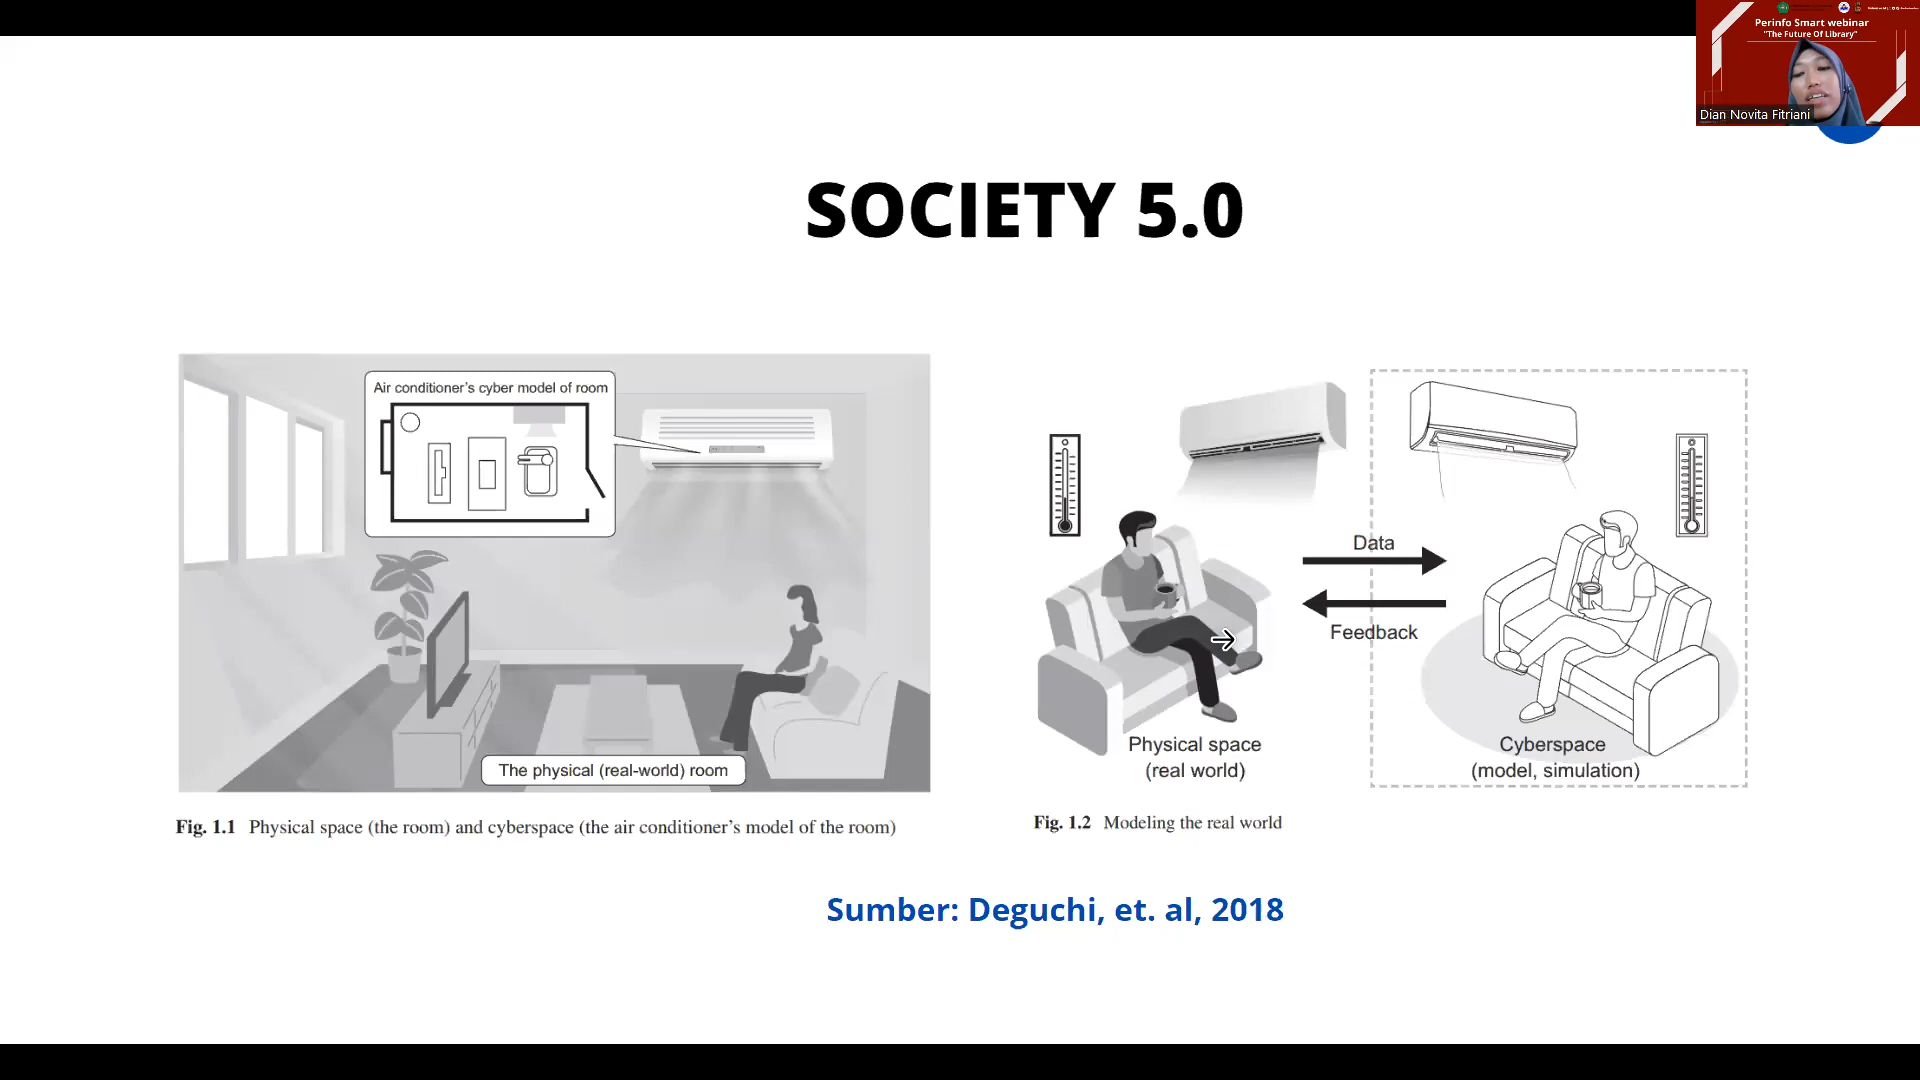 Perinfo Smart webinar
"The Future Of Library"
Dian Novita Fitriani
SOCIETY 5.0
Air conditioner's cyber model of room
The physical (real-world) room
Fig. 1.1 Physical space (the room) and cyberspace (the air conditioner's model of the room)
Data
Feedback
Physical space
(real world)
Cyberspace
(model, simulation)
Fig. 1.2 Modeling the real world
Sumber: Deguchi, et. al, 2018